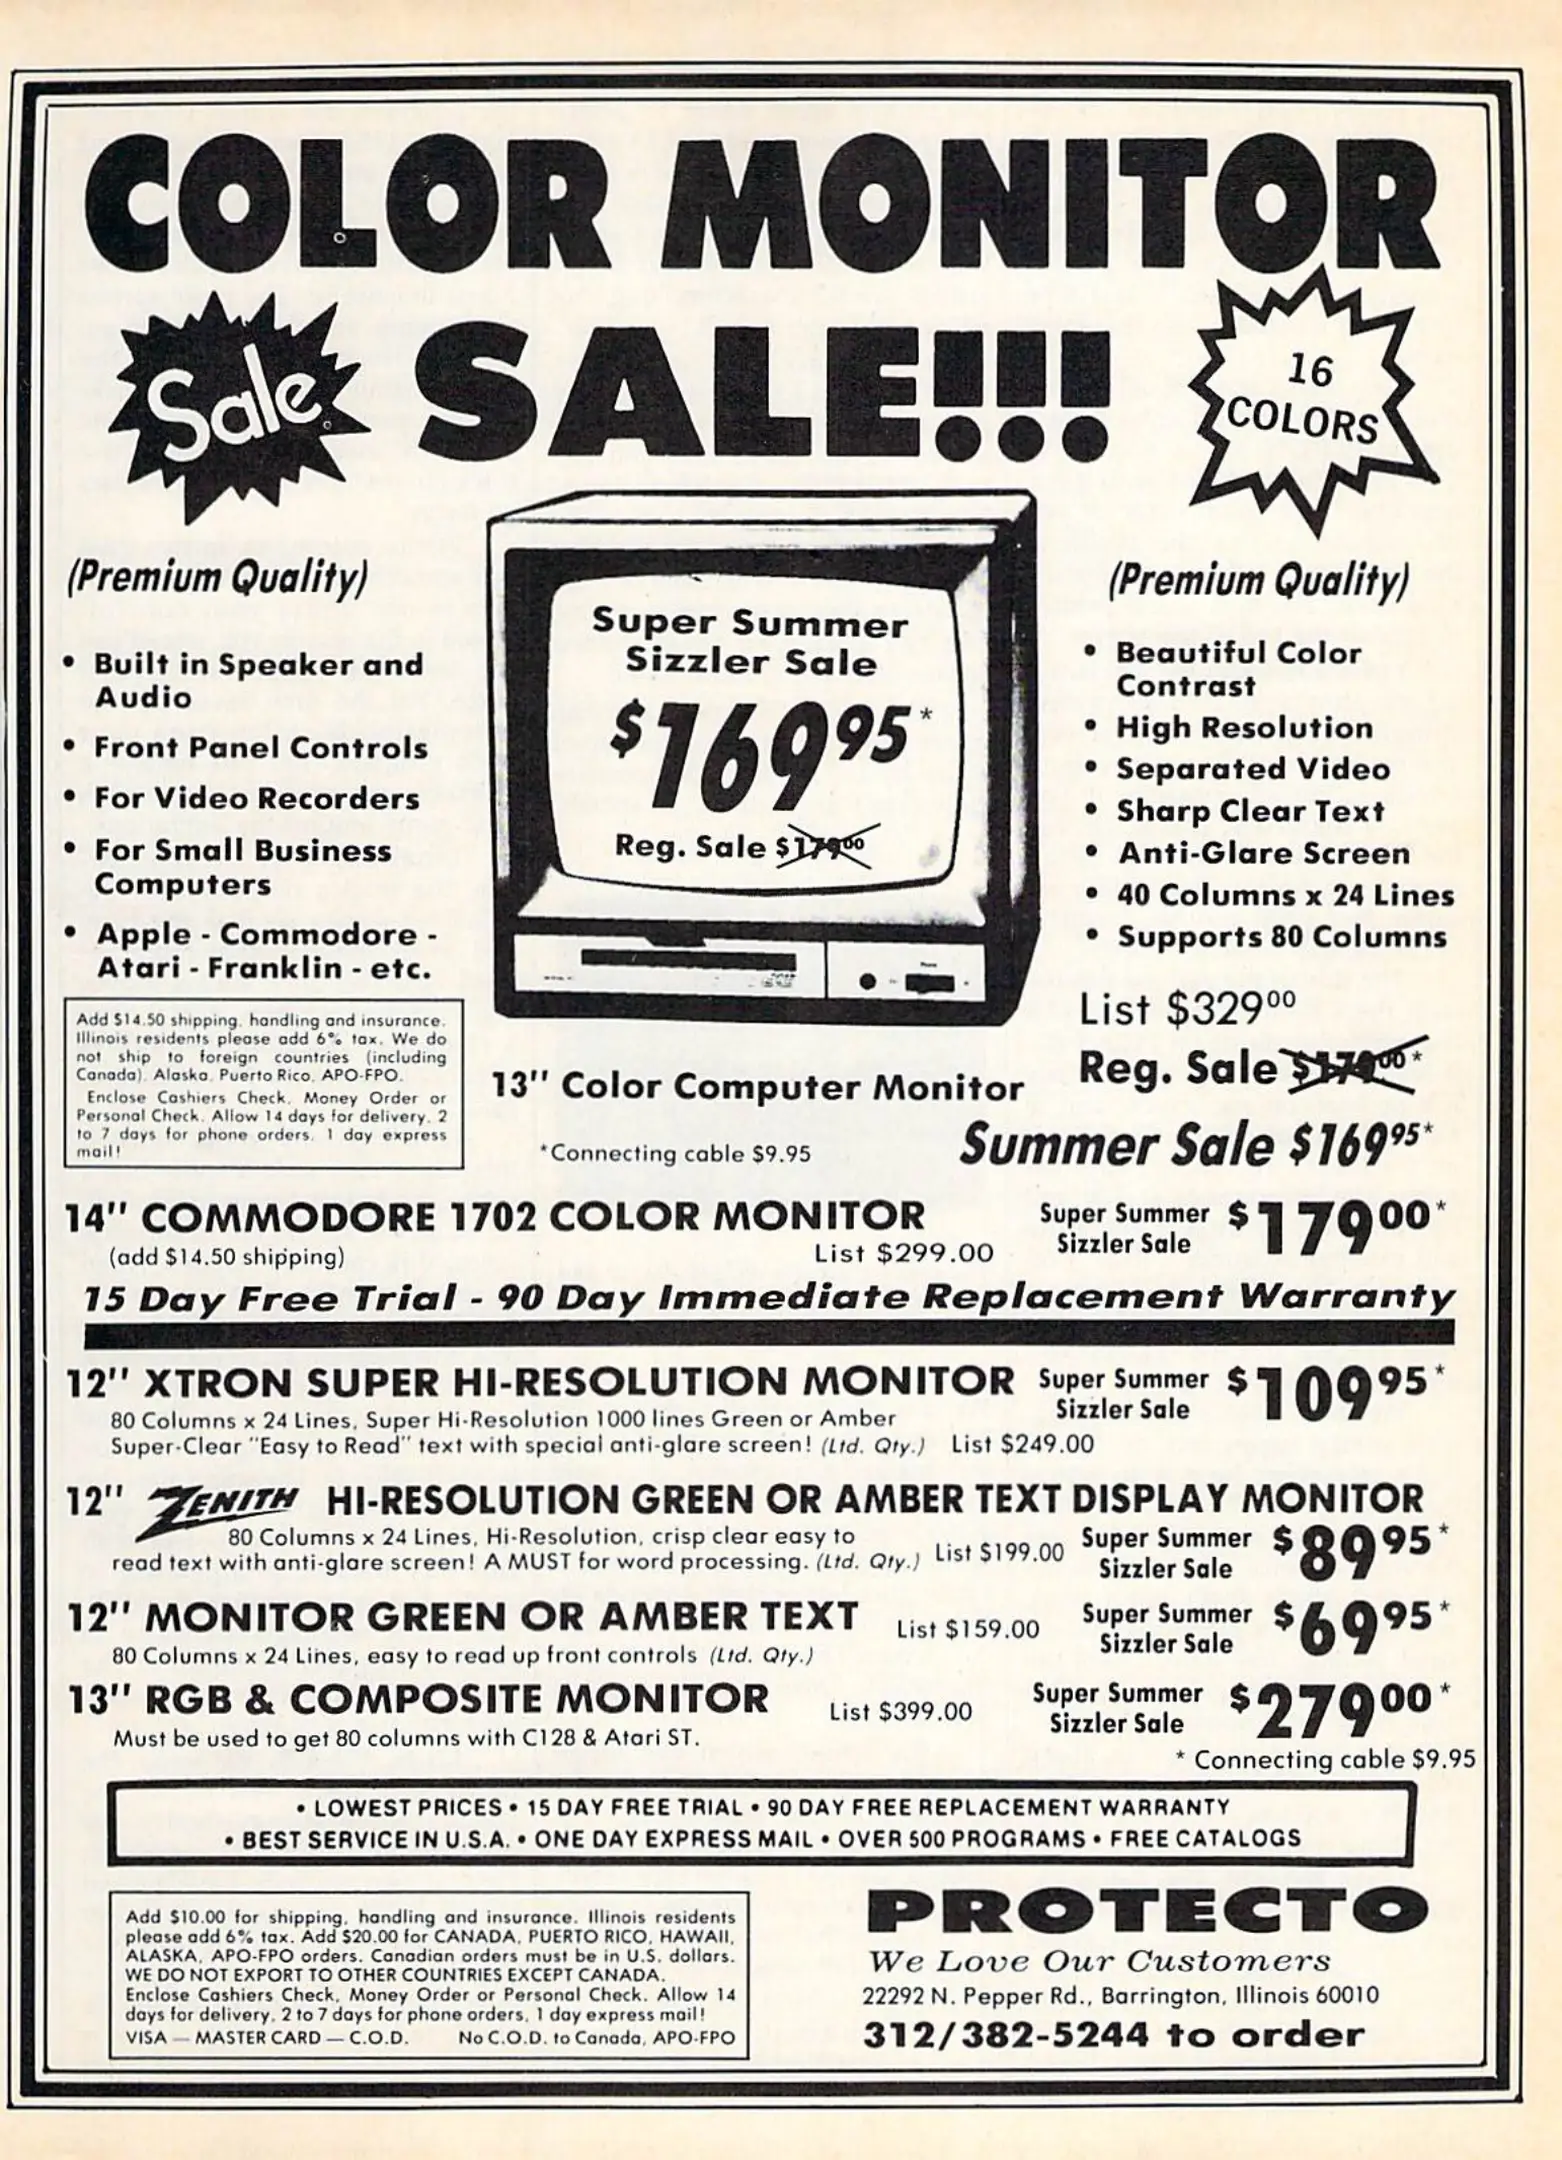 COLOR MONITOR
Sale
SALE!!!
16
COLORS
(Premium Quality)
• Built in Speaker and
Audio
• Front Panel Controls
• For Video Recorders
• For Small Business
Computers
• Apple - Commodore -
Atari - Franklin - etc.
Super Summer
Sizzler Sale
$169.95*
Reg. Sale $179.00
(Premium Quality)
• Beautiful Color
Contrast
• High Resolution
• Separated Video
• Sharp Clear Text
• Anti-Glare Screen
• 40 Columns x 24 Lines
• Supports 80 Columns
Add $14.50 shipping, handling and insurance.
Illinois residents please add 6% tax. We do
not ship to foreign countries (including
Canada), Alaska, Puerto Rico, APO-FPO.
Enclose Cashiers Check, Money Order or
Personal Check. Allow 14 days for delivery, 2
to 7 days for phone orders, 1 day express
mail!
13" Color Computer Monitor
*Connecting cable $9.95
List $329.00
Reg. Sale $179.00*
Summer Sale $169.95*
14" COMMODORE 1702 COLOR MONITOR
(add $14.50 shipping)
List $299.00
Super Summer
Sizzler Sale
$179.00*
15 Day Free Trial - 90 Day Immediate Replacement Warranty
12" XTRON SUPER HI-RESOLUTION MONITOR
80 Columns x 24 Lines, Super Hi-Resolution 1000 lines Green or Amber
Super-Clear "Easy to Read" text with special anti-glare screen! (Ltd. Qty.) List $249.00
Super Summer
Sizzler Sale
$109.95*
12" ZENITH HI-RESOLUTION GREEN OR AMBER TEXT DISPLAY MONITOR
80 Columns x 24 Lines, Hi-Resolution, crisp clear easy to
read text with anti-glare screen! A MUST for word processing. (Ltd. Qty.) List $199.00
Super Summer
Sizzler Sale
$89.95*
12" MONITOR GREEN OR AMBER TEXT
80 Columns x 24 Lines, easy to read up front controls (Ltd. Qty.)
List $159.00
Super Summer
Sizzler Sale
$69.95*
13" RGB & COMPOSITE MONITOR
Must be used to get 80 columns with C128 & Atari ST.
List $399.00
Super Summer
Sizzler Sale
$279.00*
* Connecting cable $9.95
• LOWEST PRICES • 15 DAY FREE TRIAL • 90 DAY FREE REPLACEMENT WARRANTY
• BEST SERVICE IN U.S.A. • ONE DAY EXPRESS MAIL • OVER 500 PROGRAMS • FREE CATALOGS
Add $10.00 for shipping, handling and insurance. Illinois residents
please add 6% tax. Add $20.00 for CANADA, PUERTO RICO, HAWAII,
ALASKA, APO-FPO orders. Canadian orders must be in U.S. dollars.
WE DO NOT EXPORT TO OTHER COUNTRIES EXCEPT CANADA.
Enclose Cashiers Check, Money Order or Personal Check. Allow 14
days for delivery, 2 to 7 days for phone orders, 1 day express mail!
VISA — MASTER CARD — C.O.D. No C.O.D. to Canada, APO-FPO
PROTECTO
We Love Our Customers
22292 N. Pepper Rd., Barrington, Illinois 60010
312/382-5244 to order